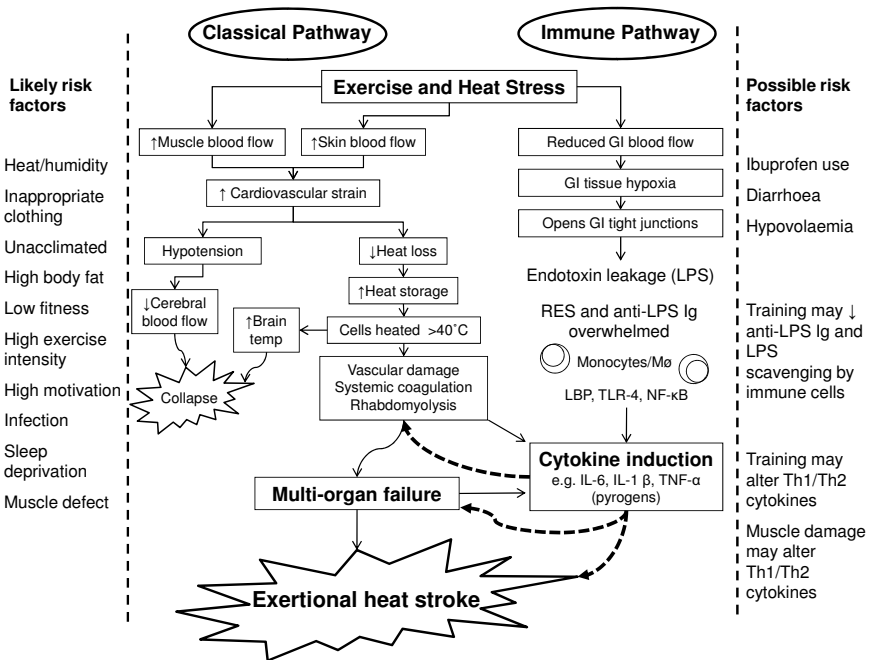 Classical Pathway
Immune Pathway
Likely risk
factors
Heat/humidity
Inappropriate
clothing
Unacclimated
High body fat
Low fitness
High exercise
intensity
High motivation
Infection
Sleep
deprivation
Muscle defect
Exercise and Heat Stress
↑Muscle blood flow
↑Skin blood flow
↑ Cardiovascular strain
Hypotension
↓Heat loss
↑Heat storage
↓Cerebral
blood flow
↑Brain
temp
Cells heated >40˚C
Collapse
Vascular damage
Systemic coagulation
Rhabdomyolysis
Multi-organ failure
Exertional heat stroke
Reduced GI blood flow
GI tissue hypoxia
Opens GI tight junctions
Endotoxin leakage (LPS)
RES and anti-LPS Ig
overwhelmed
Monocytes/Mø
LBP, TLR-4, NF-κB
Cytokine induction
e.g. IL-6, IL-1 β, TNF-α
(pyrogens)
Possible risk
factors
Ibuprofen use
Diarrhoea
Hypovolaemia
Training may ↓
anti-LPS Ig and
LPS
scavenging by
immune cells
Training may
alter Th1/Th2
cytokines
Muscle damage
may alter
Th1/Th2
cytokines